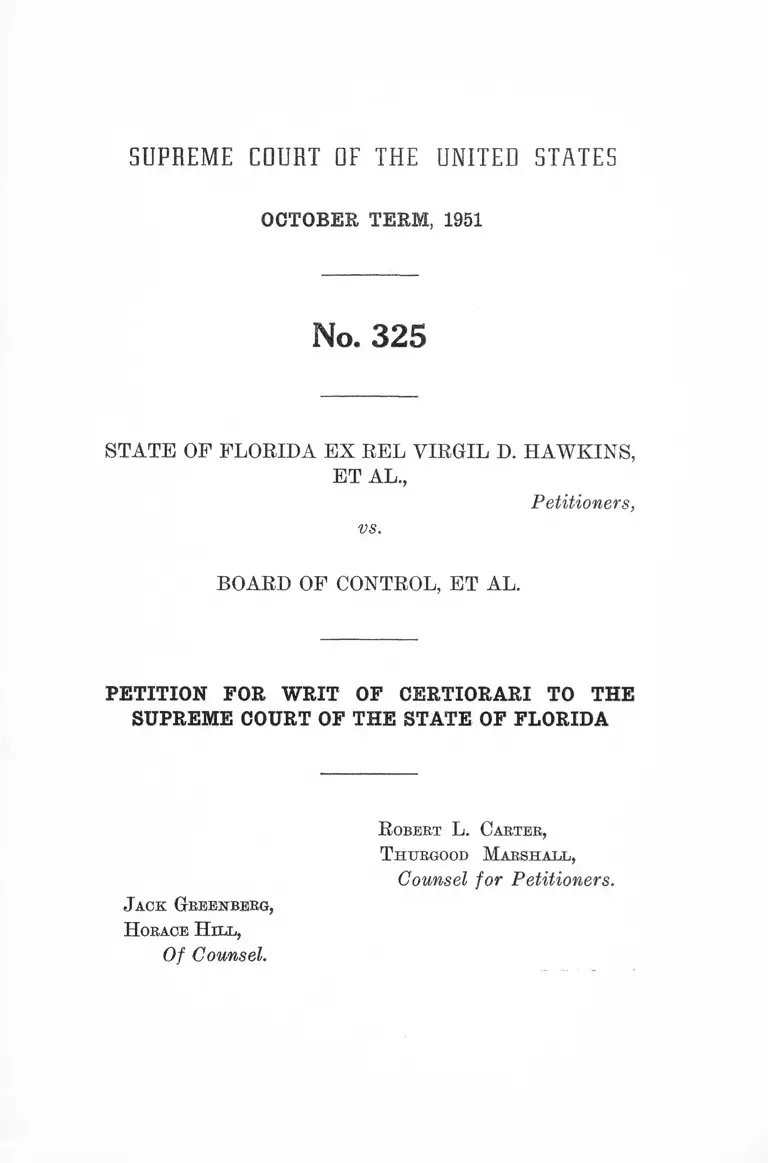 SUPREME COURT OF THE UNITED STATES
OCTOBER TERM, 1951
No. 325
STATE OF FLORIDA EX REL VIRGIL D. HAWKINS,
ET AL.,
Petitioners,
vs.
BOARD OF CONTROL, ET AL.
PETITION FOR WRIT OF CERTIORARI TO THE
SUPREME COURT OF THE STATE OF FLORIDA
ROBERT L. CARTER,
THURGOOD MARSHALL,
Counsel for Petitioners.
JACK GREENBERG,
HORACE HILL,
Of Counsel.